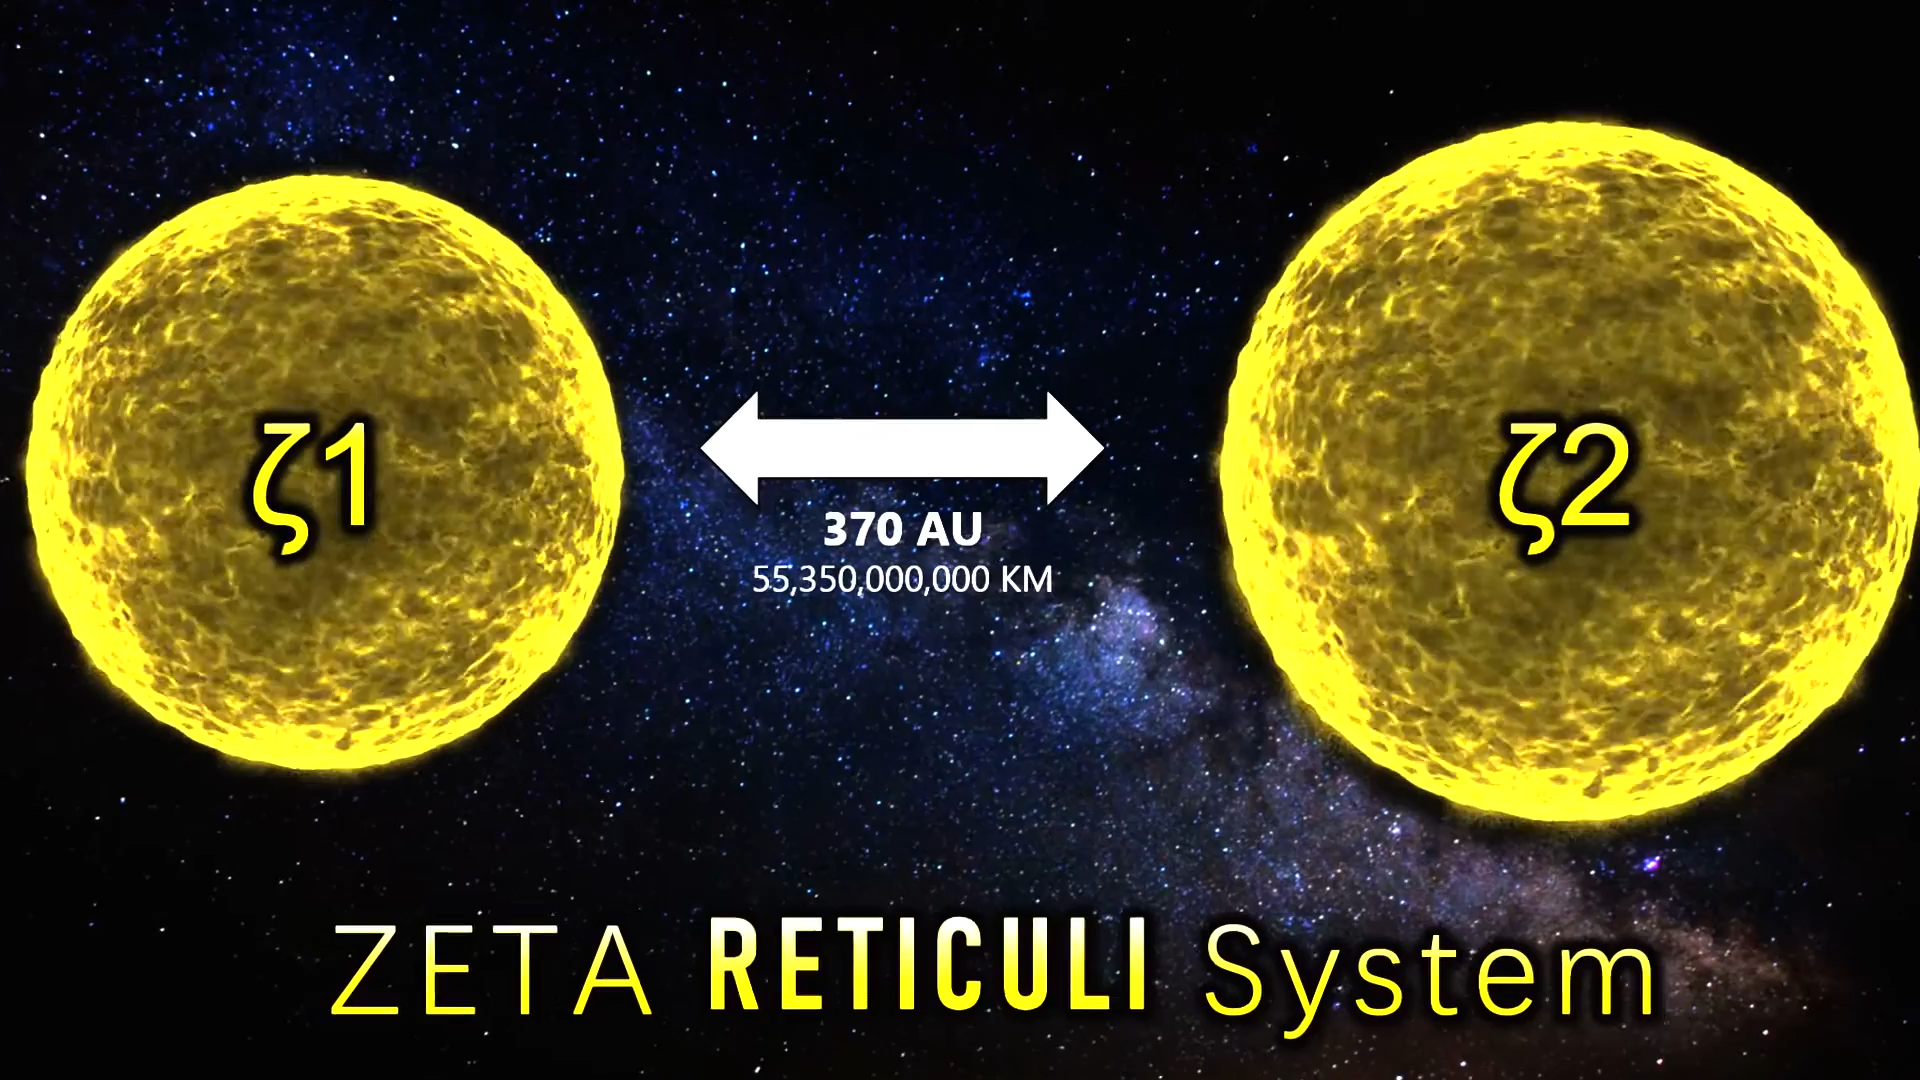 ζ1
ζ2
370 AU
55,350,000,000 KM
ZETA RETICULI System